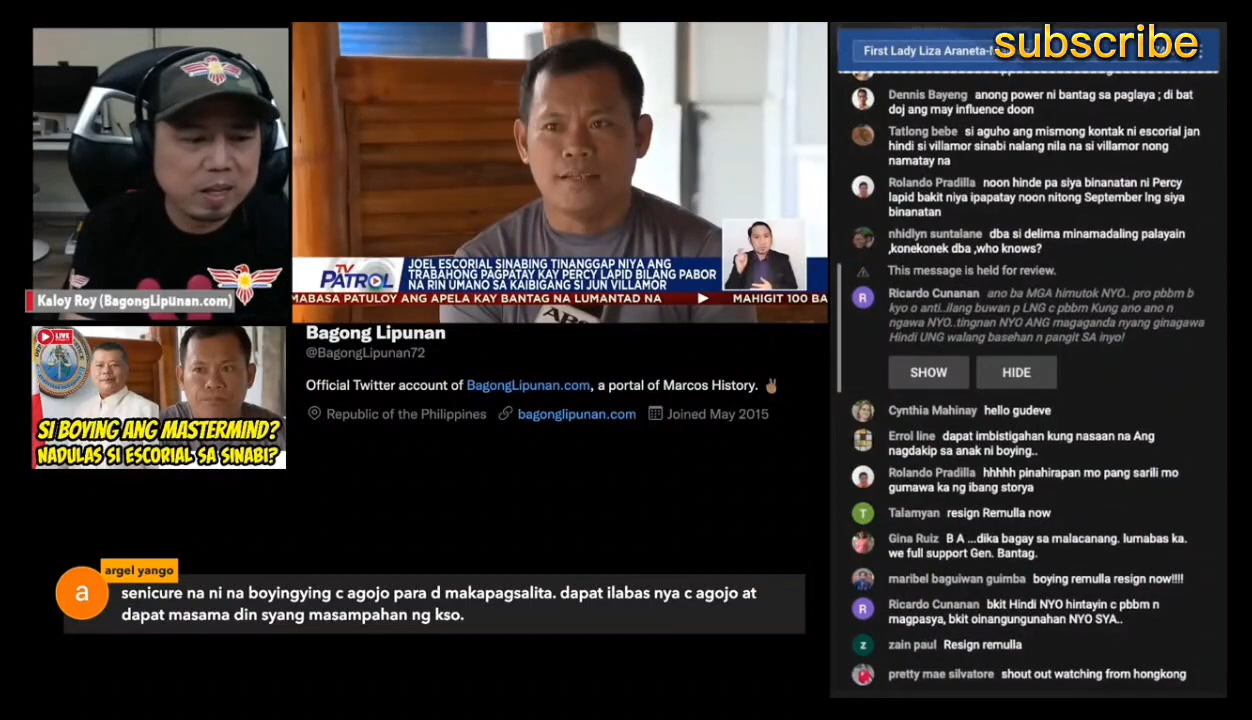 Kaloy Roy (BagongLipunan.com)
TV
PATROL
JOEL ESCORIAL SINABING TINANGGAP NIYA ANG
TRABAHONG PAGPATAY KAY PERCY LAPID BILANG PABOR
NA RIN UMANO SA KAIBIGANG SI JUN VILLAMOR
MABASA PATULOY ANG APELA KAY BANTAG NA LUMANTAD NA
MAHIGIT 100 BA
LIVE
SI BOYING ANG MASTERMIND?
NADULAS SI ESCORIAL SA SINABI?
Bagong Lipunan
@BagongLipunan72
Official Twitter account of BagongLipunan.com, a portal of Marcos History. ✌🏽
Republic of the Philippines bagonglipunan.com Joined May 2015
argel yango
a
senicure na ni na boyingying c agojo para d makapagsalita. dapat ilabas nya c agojo at
dapat masama din syang masampahan ng kso.
subscribe
First Lady Liza Araneta-
Dennis Bayeng anong power ni bantag sa paglaya ; di bat
doj ang may influence doon
Tatlong bebe si aguho ang mismong kontak ni escorial jan
hindi si villamor sinabi nalang nila na si villamor nong
namatay na
Rolando Pradilla noon hinde pa siya binanatan ni Percy
lapid bakit niya ipapatay noon nitong September lng siya
binanatan
nhidlyn suntalane dba si delima minamadaling palayain
,konekonek dba ,who knows?
This message is held for review.
R
Ricardo Cunanan ano ba MGA himutok NYO.. pro pbbm b
kyo o anti..ilang buwan p LNG c pbbm Kung ano ano n
ngawa NYO..tingnan NYO ANG magaganda nyang ginagawa
Hindi UNG walang basehan n pangit SA inyo!
SHOW HIDE
Cynthia Mahinay hello gudeve
Errol line dapat imbistigahan kung nasaan na Ang
nagdakip sa anak ni boying..
Rolando Pradilla hhhhh pinahirapan mo pang sarili mo
gumawa ka ng ibang storya
T
Talamyan resign Remulla now
Gina Ruiz B A ...dika bagay sa malacanang. lumabas ka.
we full support Gen. Bantag.
maribel baguiwan guimba boying remulla resign now!!!!
R
Ricardo Cunanan bkit Hindi NYO hintayin c pbbm n
magpasya, bkit oinangungunahan NYO SYA..
z
zain paul Resign remulla
pretty mae silvatore shout out watching from hongkong